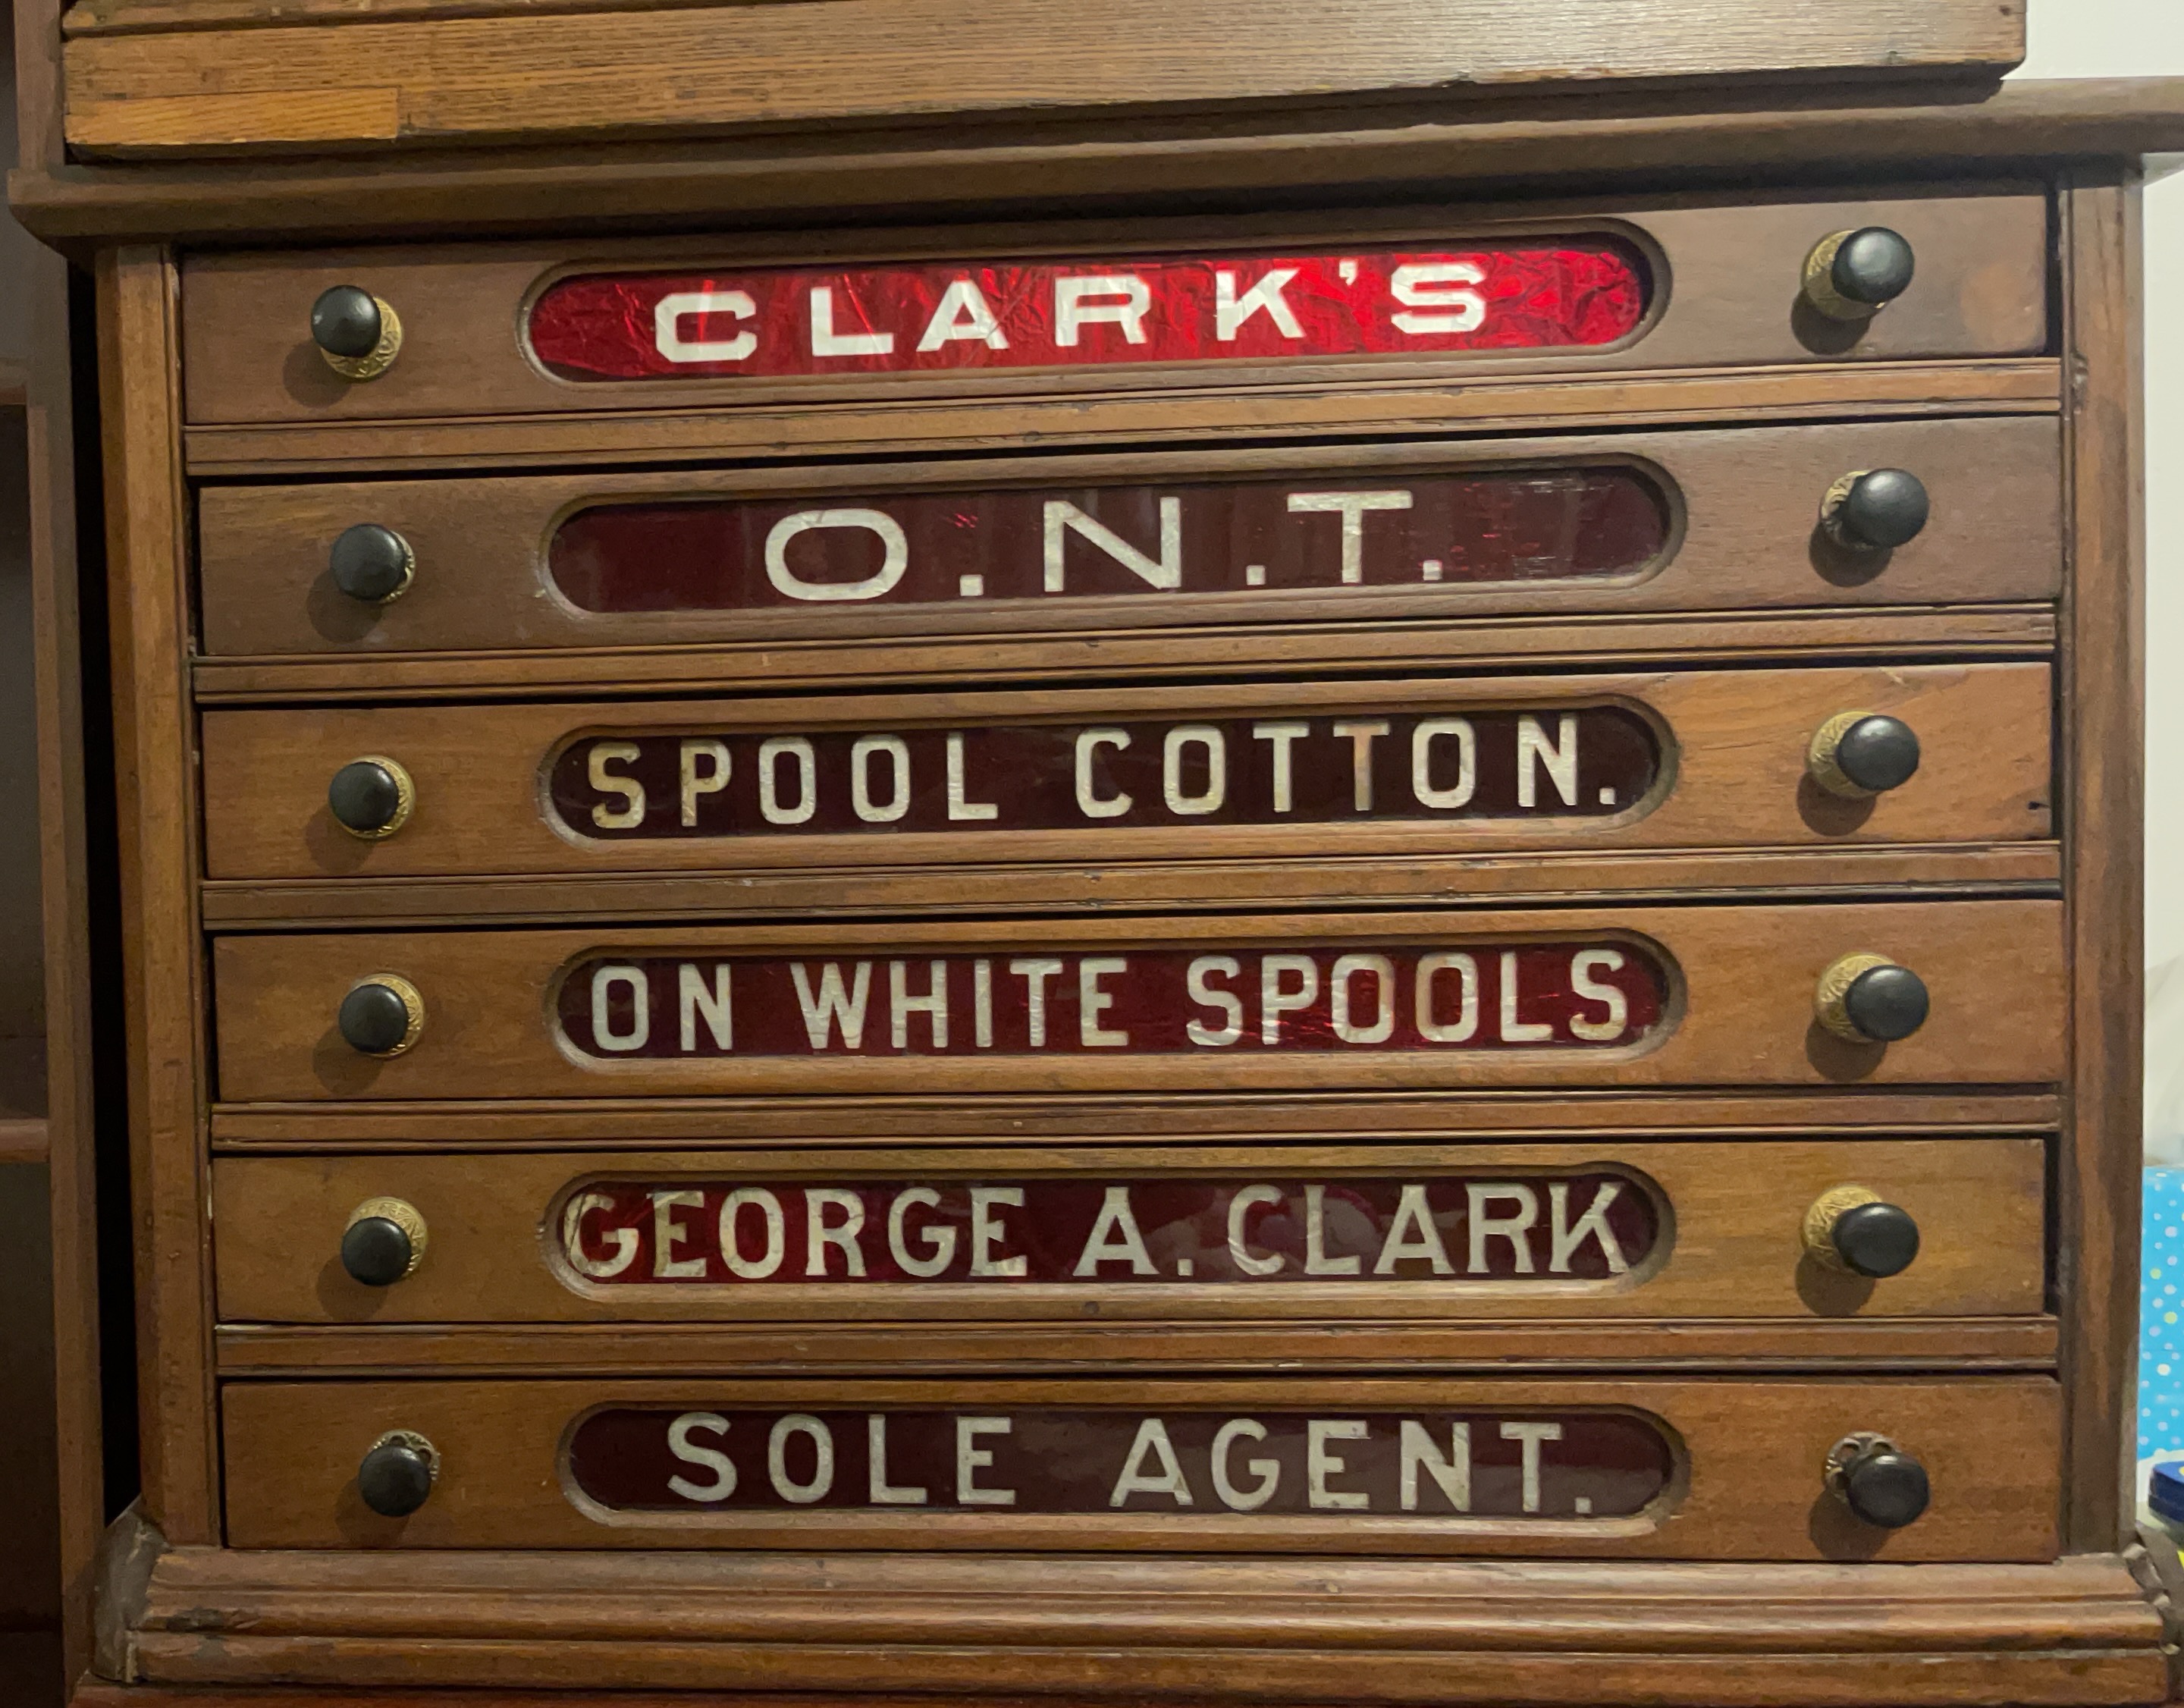 CLARK'S
O.N.T.
SPOOL COTTON.
ON WHITE SPOOLS
GEORGE A. CLARK
SOLE AGENT.